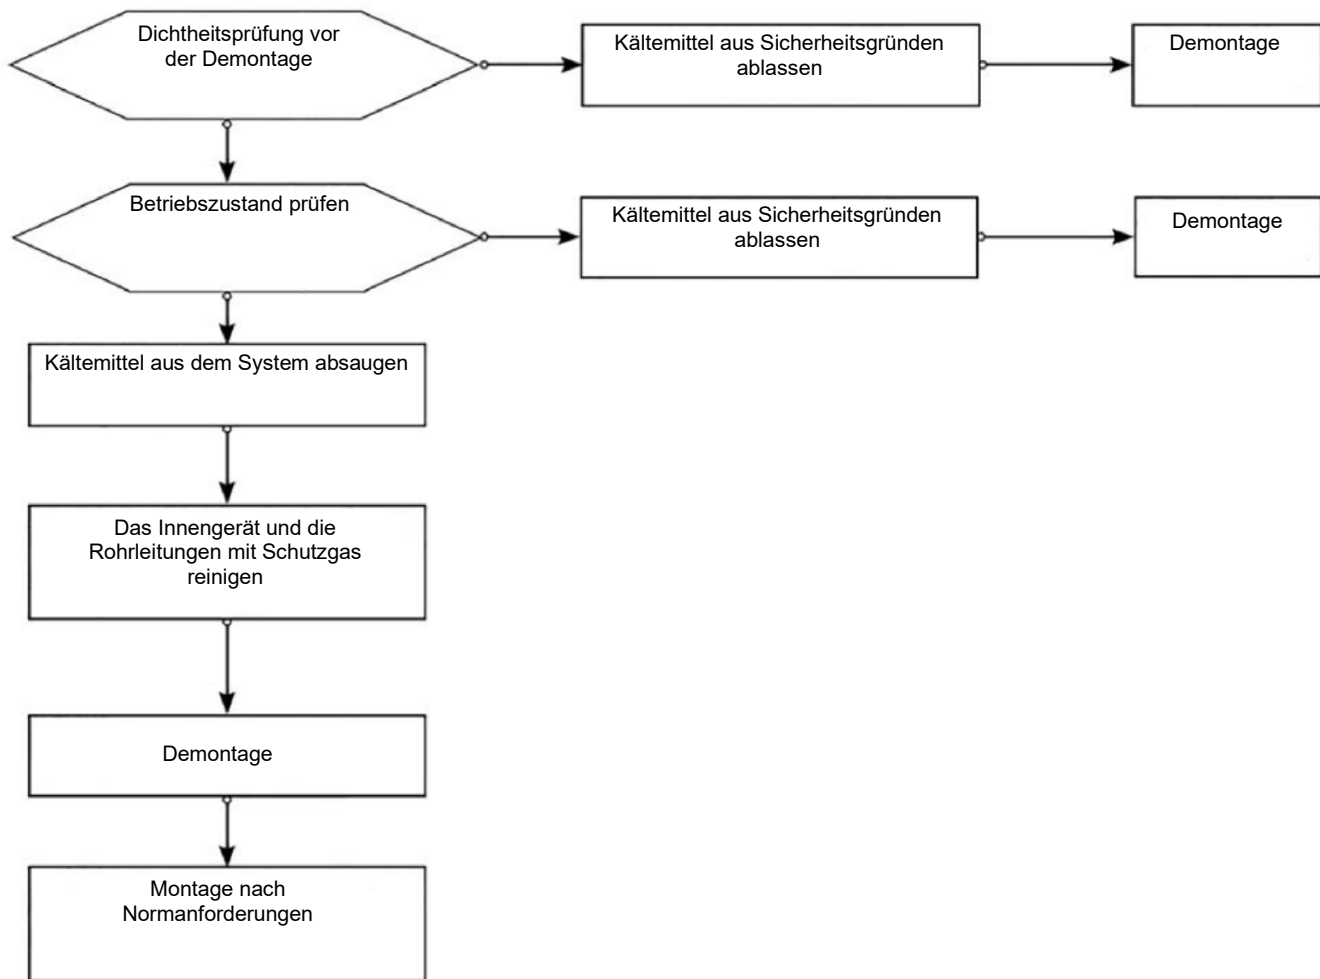 Dichtheitsprüfung vor
der Demontage
Kältemittel aus Sicherheitsgründen
ablassen
Demontage
Betriebszustand prüfen
Kältemittel aus Sicherheitsgründen
ablassen
Demontage
Kältemittel aus dem System absaugen
Das Innengerät und die
Rohrleitungen mit Schutzgas
reinigen
Demontage
Montage nach
Normanforderungen